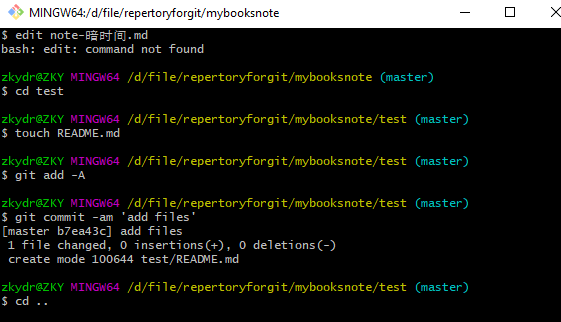 MINGW64:/d/file/repertoryforgit/mybooksnote
$ edit note-暗时间.md
bash: edit: command not found
zkydr@ZKY MINGW64 /d/file/repertoryforgit/mybooksnote (master)
$ cd test
zkydr@ZKY MINGW64 /d/file/repertoryforgit/mybooksnote/test (master)
$ touch README.md
zkydr@ZKY MINGW64 /d/file/repertoryforgit/mybooksnote/test (master)
$ git add -A
zkydr@ZKY MINGW64 /d/file/repertoryforgit/mybooksnote/test (master)
$ git commit -am 'add files'
[master b7ea43c] add files
 1 file changed, 0 insertions(+), 0 deletions(-)
 create mode 100644 test/README.md
zkydr@ZKY MINGW64 /d/file/repertoryforgit/mybooksnote/test (master)
$ cd ..